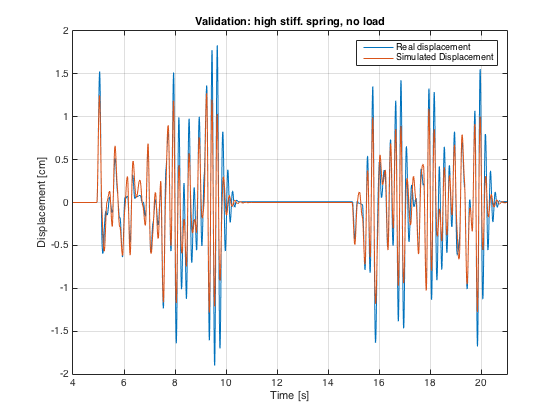 Validation: high stiff. spring, no load
Real displacement
Simulated Displacement
Displacement [cm]
2
1.5
1
0.5
0
-0.5
-1
-1.5
-2
4 6 8 10 12 14 16 18 20
Time [s]